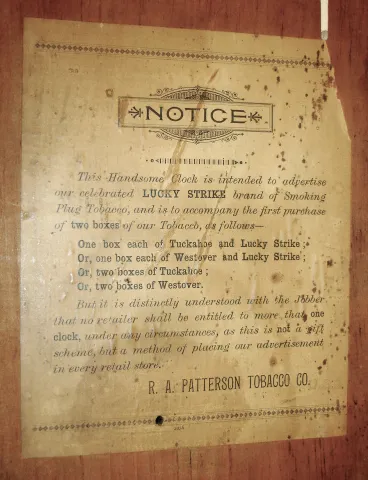 NOTICE
This Handsome Clock is intended to advertise
our celebrated LUCKY STRIKE brand of Smoking
Plug Tobacco, and is to accompany the first purchase
of two boxes of our Tobacco, as follows—
One box each of Tuckahoe and Lucky Strike;
Or, one box each of Westover and Lucky Strike;
Or, two boxes of Tuckahoe;
Or, two boxes of Westover.
But it is distinctly understood with the Jobber
that no retailer shall be entitled to more than one
clock, under any circumstances, as this is not a gift
scheme, but a method of placing our advertisement
in every retail store.
R. A. PATTERSON TOBACCO CO.